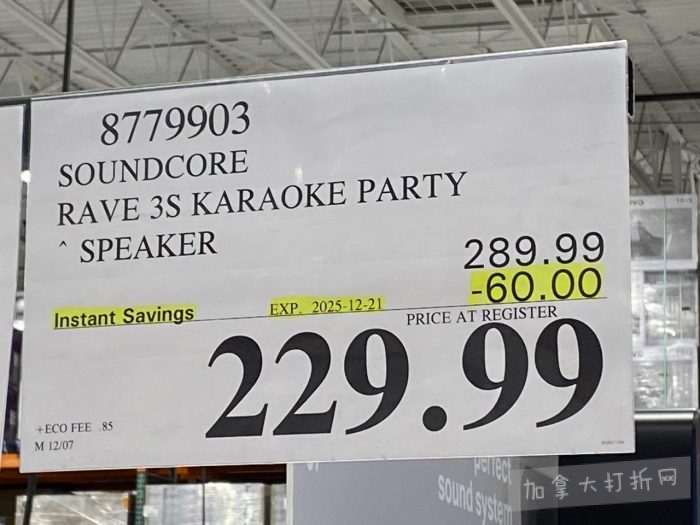 8779903
SOUNDCORE
RAVE 3S KARAOKE PARTY
^ SPEAKER
289.99
-60.00
Instant Savings
EXP. 2025-12-21
PRICE AT REGISTER
229.99
+ECO FEE .85
M 12/07
perfect
sound system
加拿大打折网